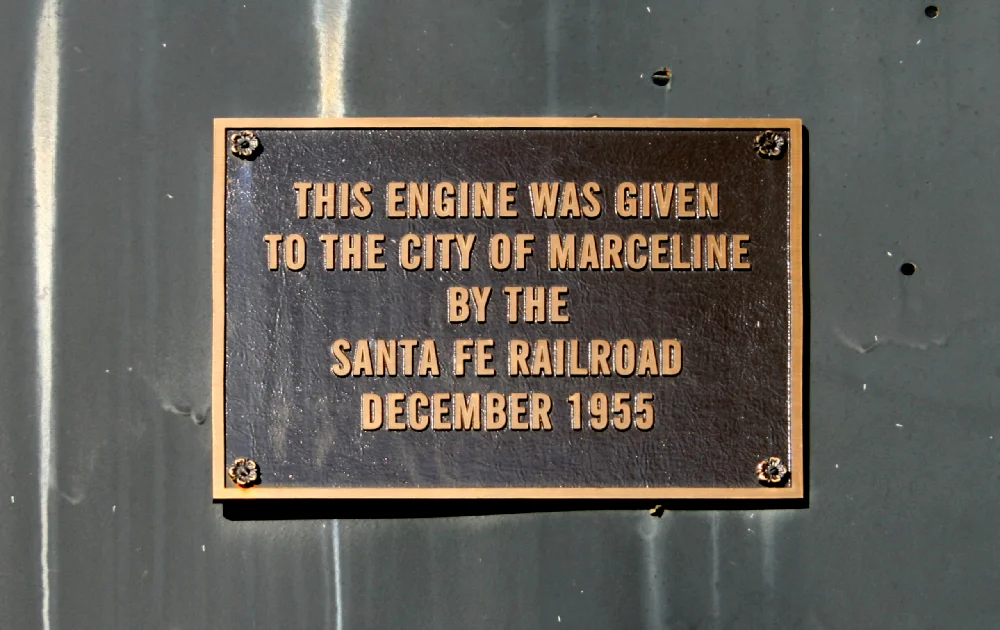 THIS ENGINE WAS GIVEN
TO THE CITY OF MARCELINE
BY THE
SANTA FE RAILROAD
DECEMBER 1955